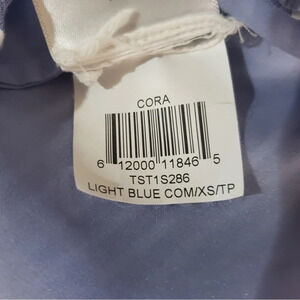 CORA
6 12000 11846 5
TST1S286
LIGHT BLUE COM/XS/TP